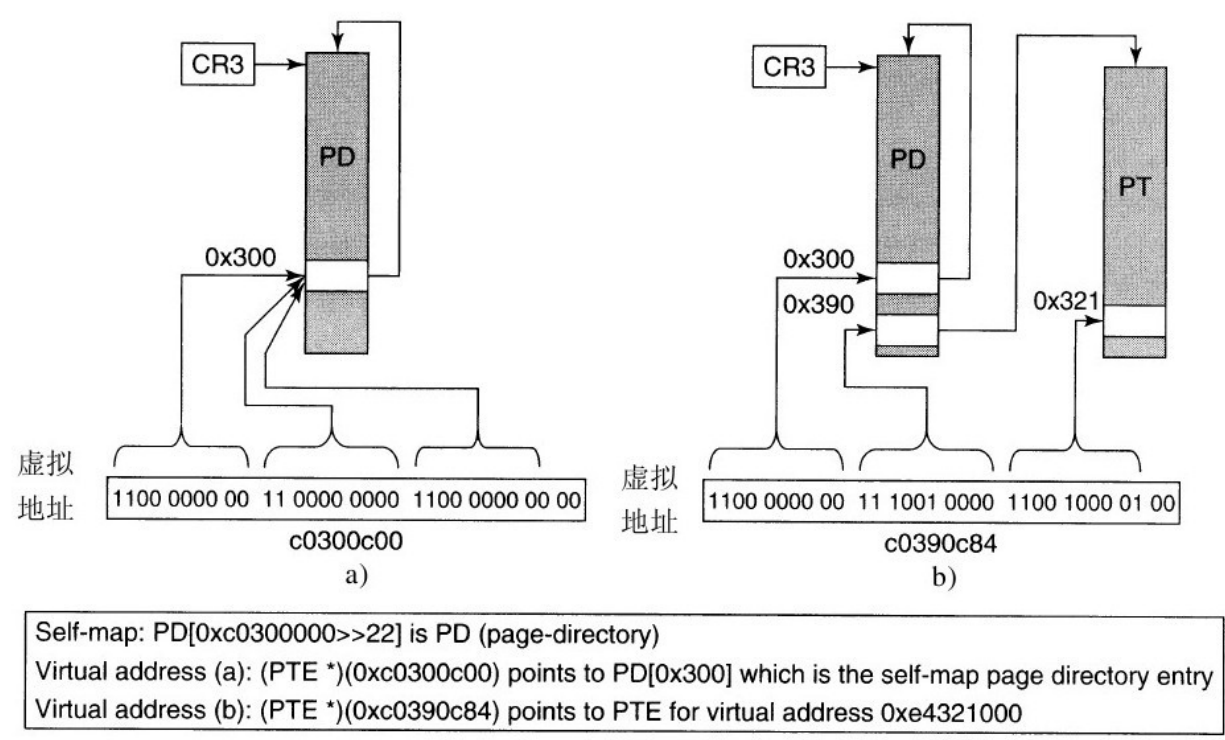 CR3
PD
0x300
虚拟
地址
1100 0000 00 11 0000 0000 1100 0000 00 00
c0300c00
a)
CR3
PD
PT
0x300
0x390
0x321
虚拟
地址
1100 0000 00 11 1001 0000 1100 1000 01 00
c0390c84
b)
Self-map: PD[0xc0300000>>22] is PD (page-directory)
Virtual address (a): (PTE *)(0xc0300c00) points to PD[0x300] which is the self-map page directory entry
Virtual address (b): (PTE *)(0xc0390c84) points to PTE for virtual address 0xe4321000